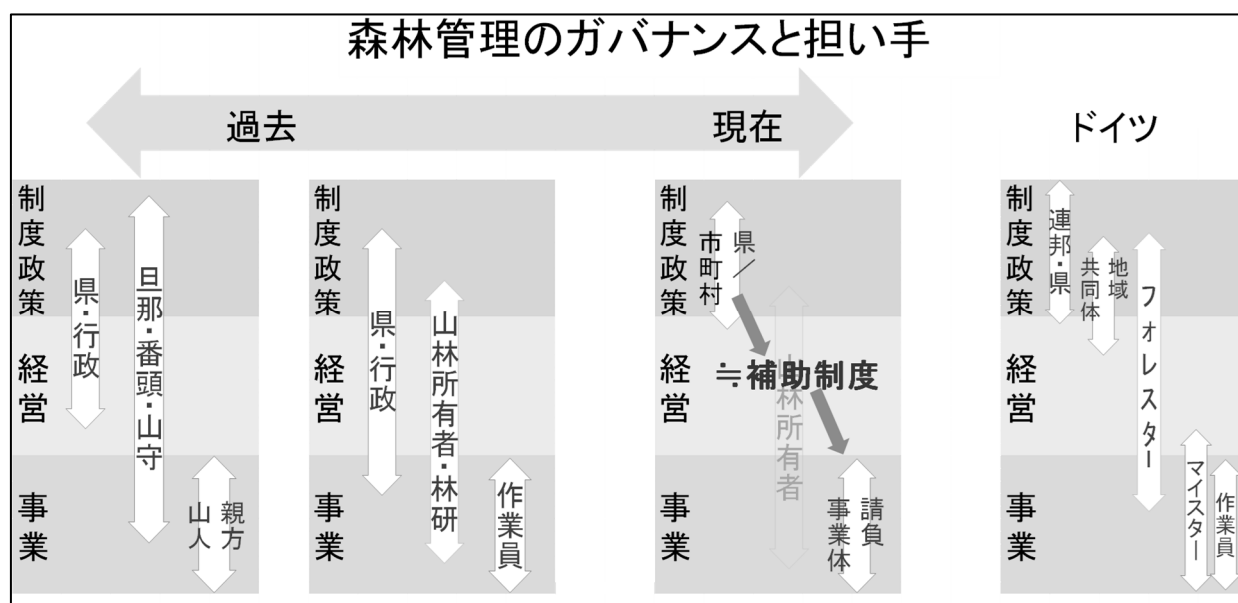 森林管理のガバナンスと担い手
過去
現在
ドイツ
制度政策
経営
事業
県・行政
旦那・番頭・山守
親方
山人
制度政策
経営
事業
県・行政
山林所有者・林研
作業員
制度政策
経営
事業
県／
市町村
≒補助制度
山林所有者
請負
事業体
制度政策
経営
事業
連邦・県
地域
共同体
フォレスター
マイスター
作業員